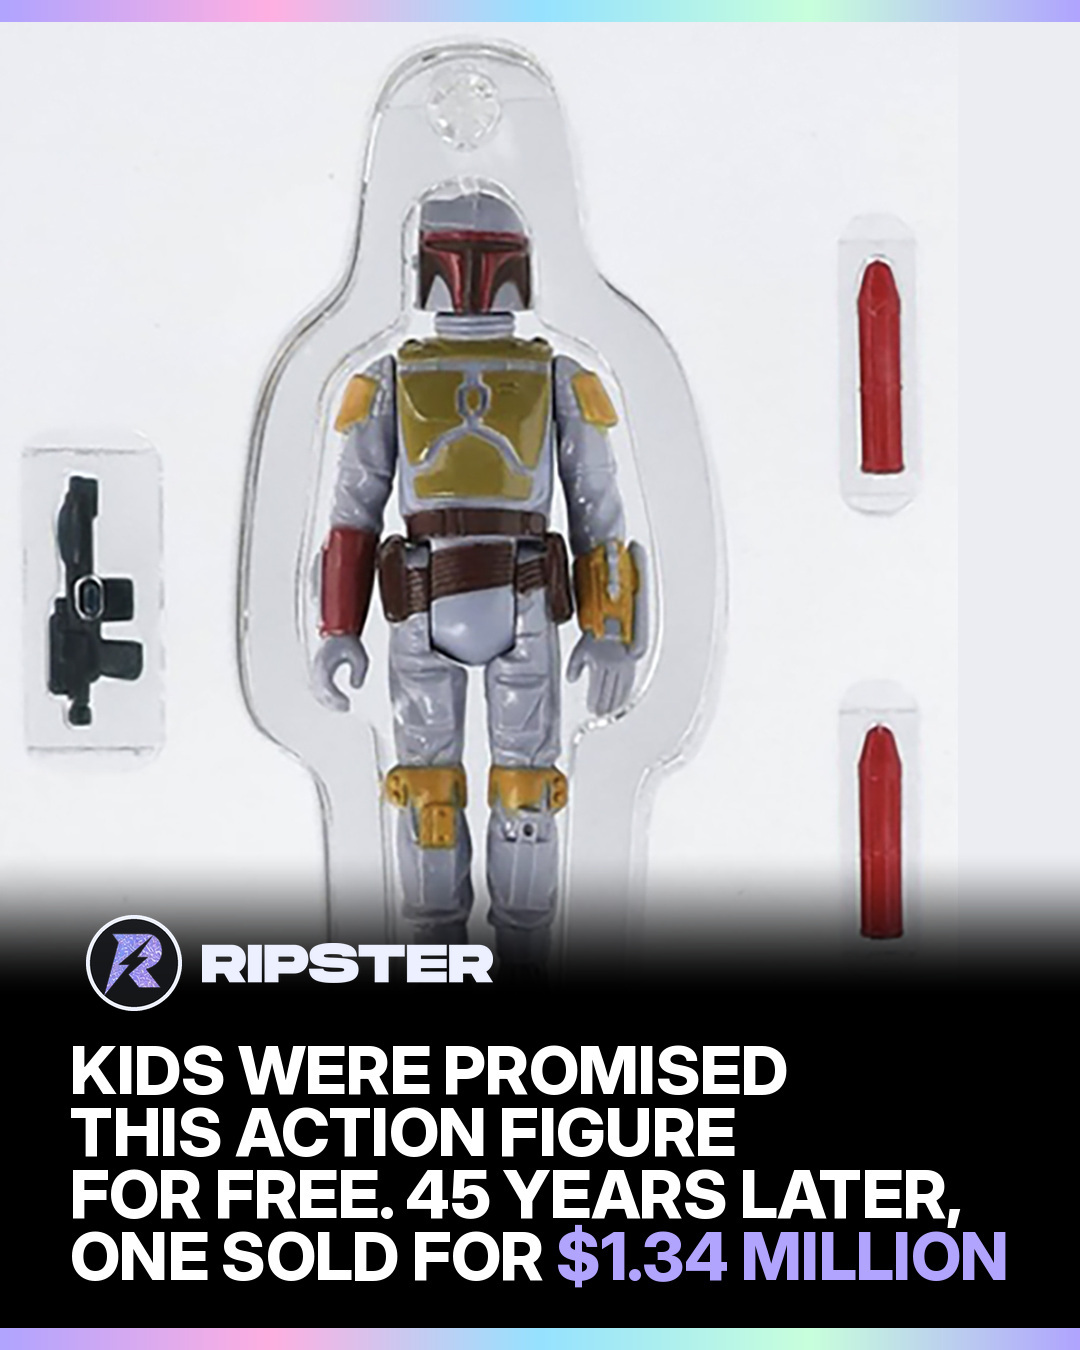 RIPSTER
KIDS WERE PROMISED
THIS ACTION FIGURE
FOR FREE. 45 YEARS LATER,
ONE SOLD FOR $1.34 MILLION